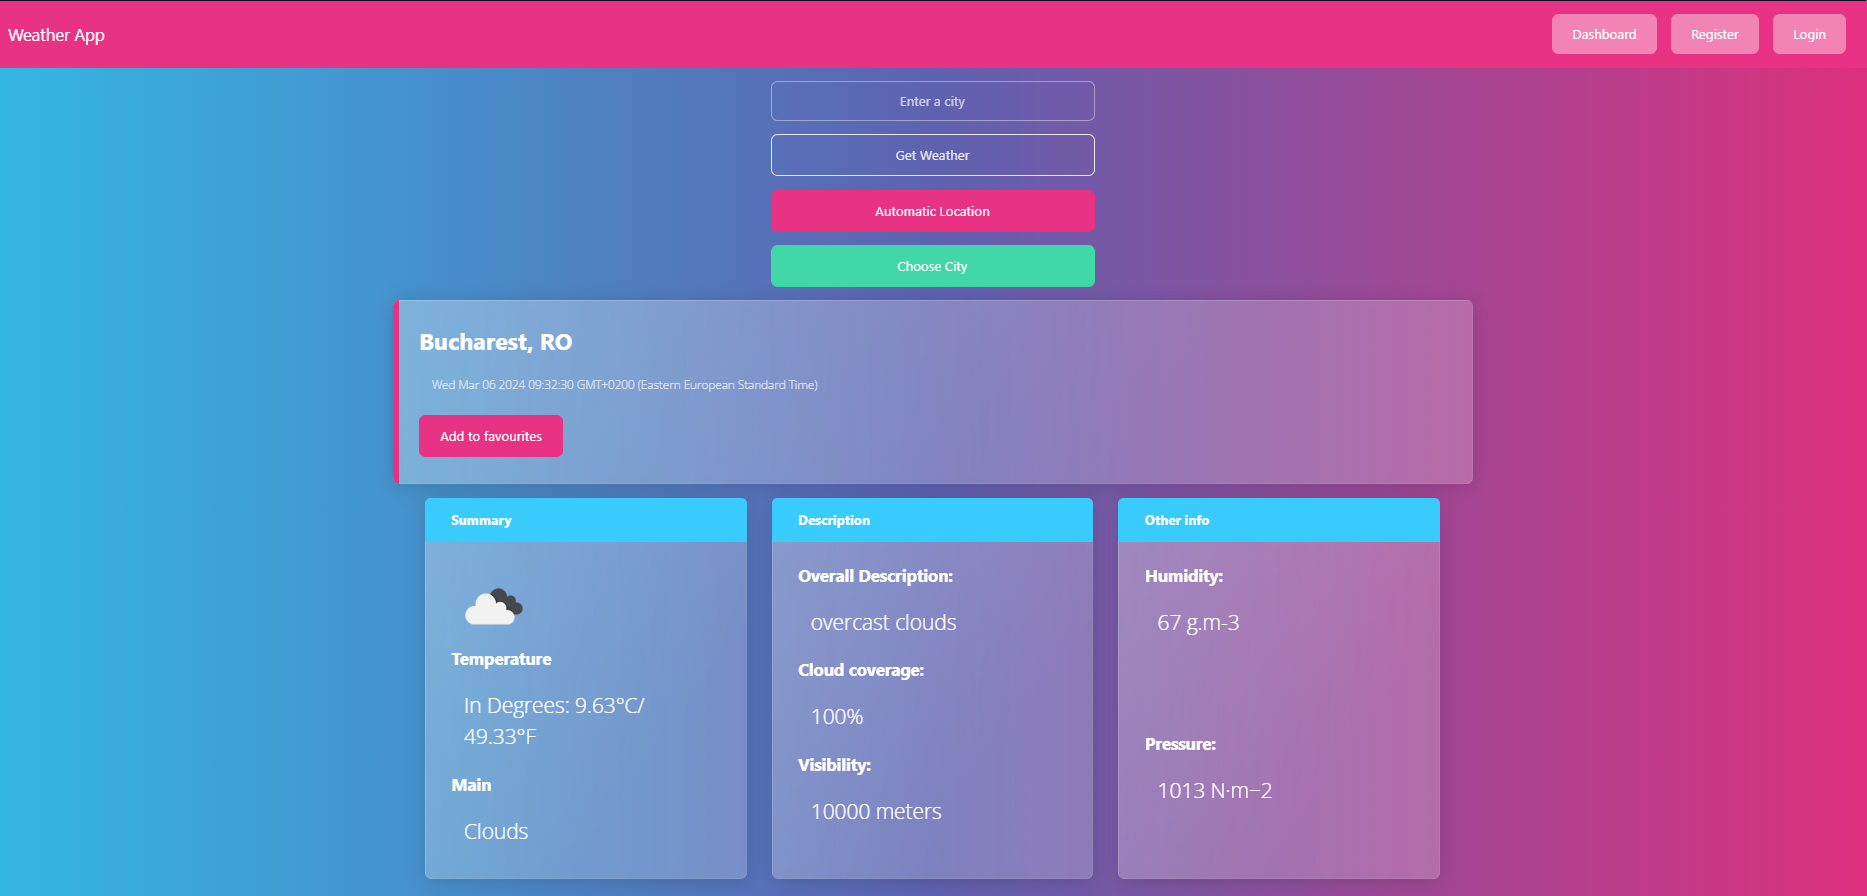 Weather App
Dashboard
Register
Login
Enter a city
Get Weather
Automatic Location
Choose City
Bucharest, RO
Wed Mar 06 2024 09:32:30 GMT+0200 (Eastern European Standard Time)
Add to favourites
Summary
Temperature
In Degrees: 9.63°C/
49.33°F
Main
Clouds
Description
Overall Description:
overcast clouds
Cloud coverage:
100%
Visibility:
10000 meters
Other info
Humidity:
67 g.m-3
Pressure:
1013 N·m−2